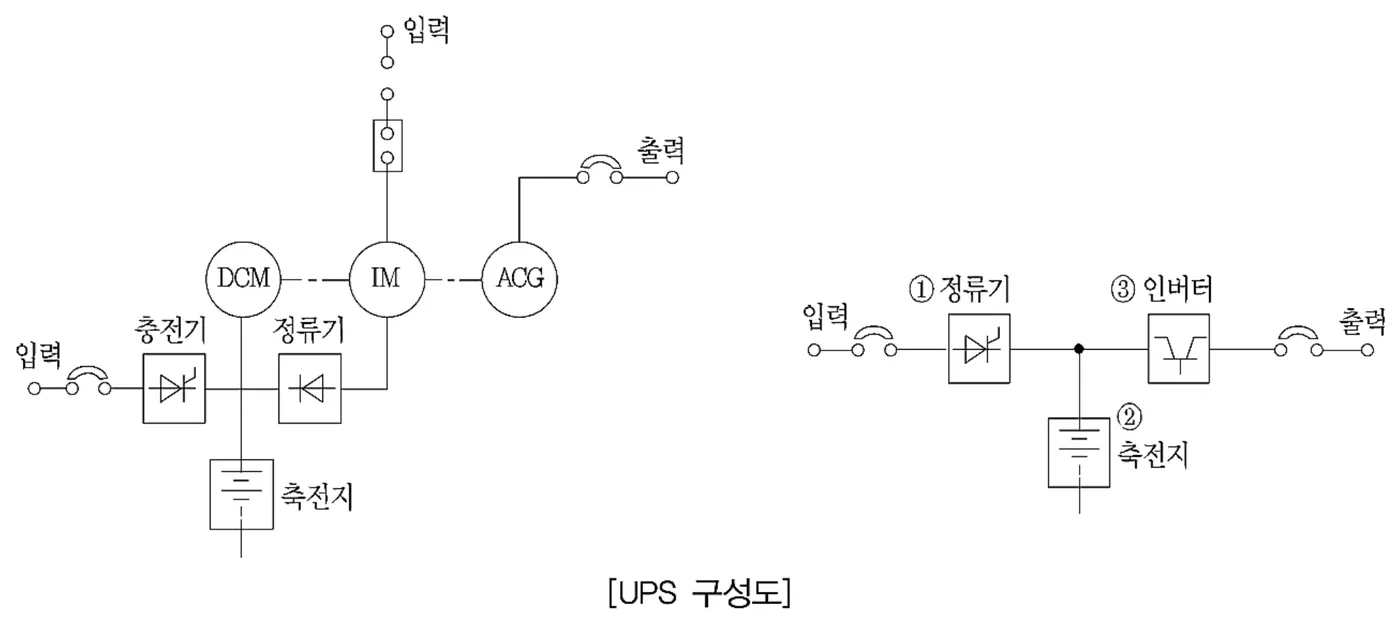 입력
출력
DCM
IM
ACG
충전기
정류기
입력
축전지
① 정류기
③ 인버터
입력
출력
②
축전지
[UPS 구성도]